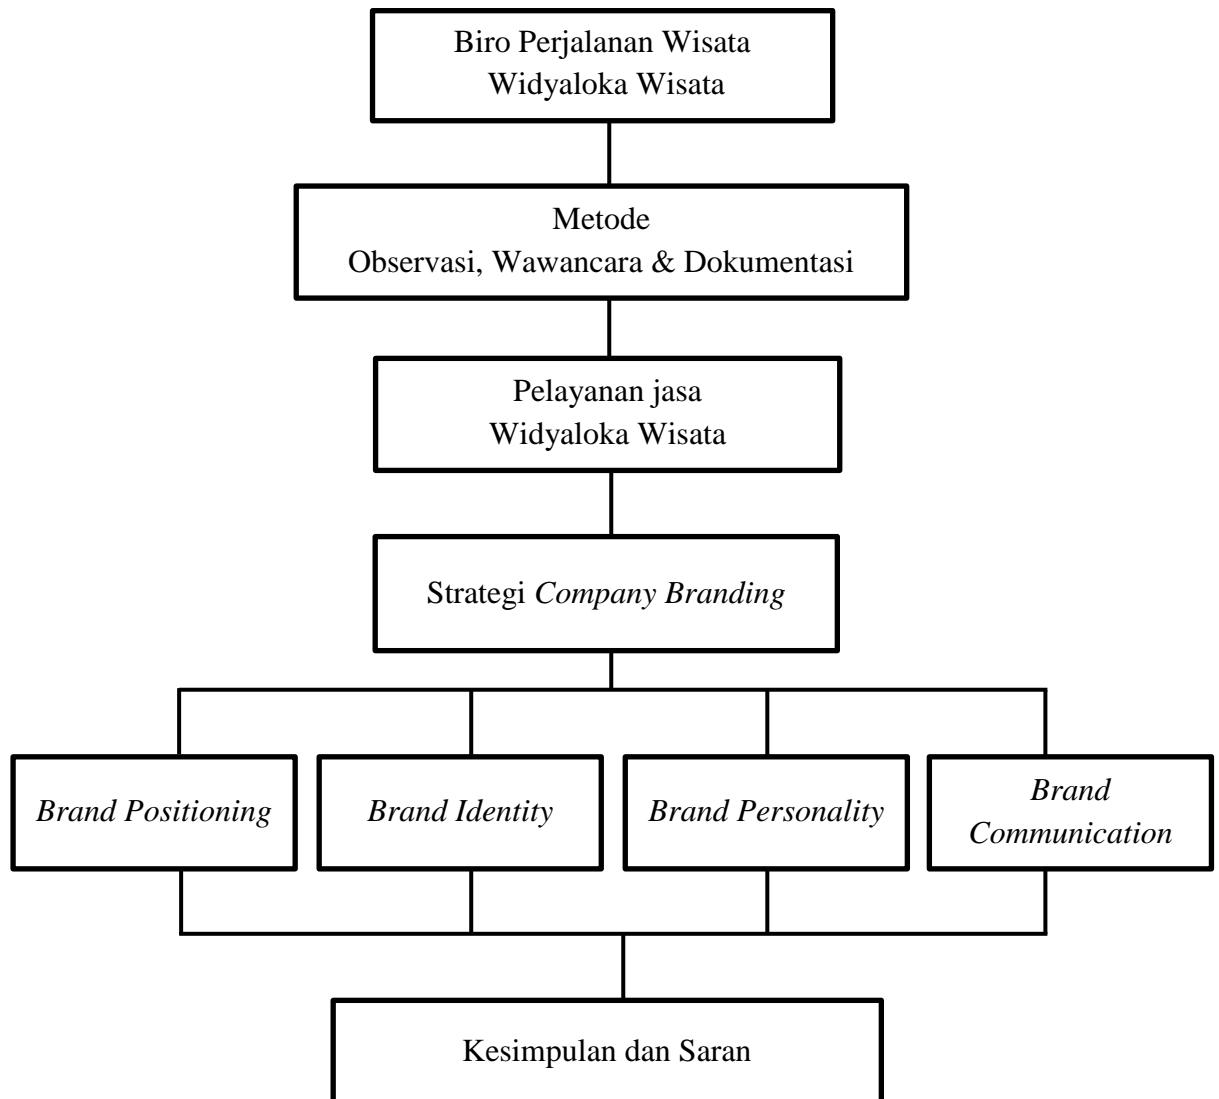 Biro Perjalanan Wisata
Widyaloka Wisata
Metode
Observasi, Wawancara & Dokumentasi
Pelayanan jasa
Widyaloka Wisata
Strategi Company Branding
Brand Positioning
Brand Identity
Brand Personality
Brand
Communication
Kesimpulan dan Saran